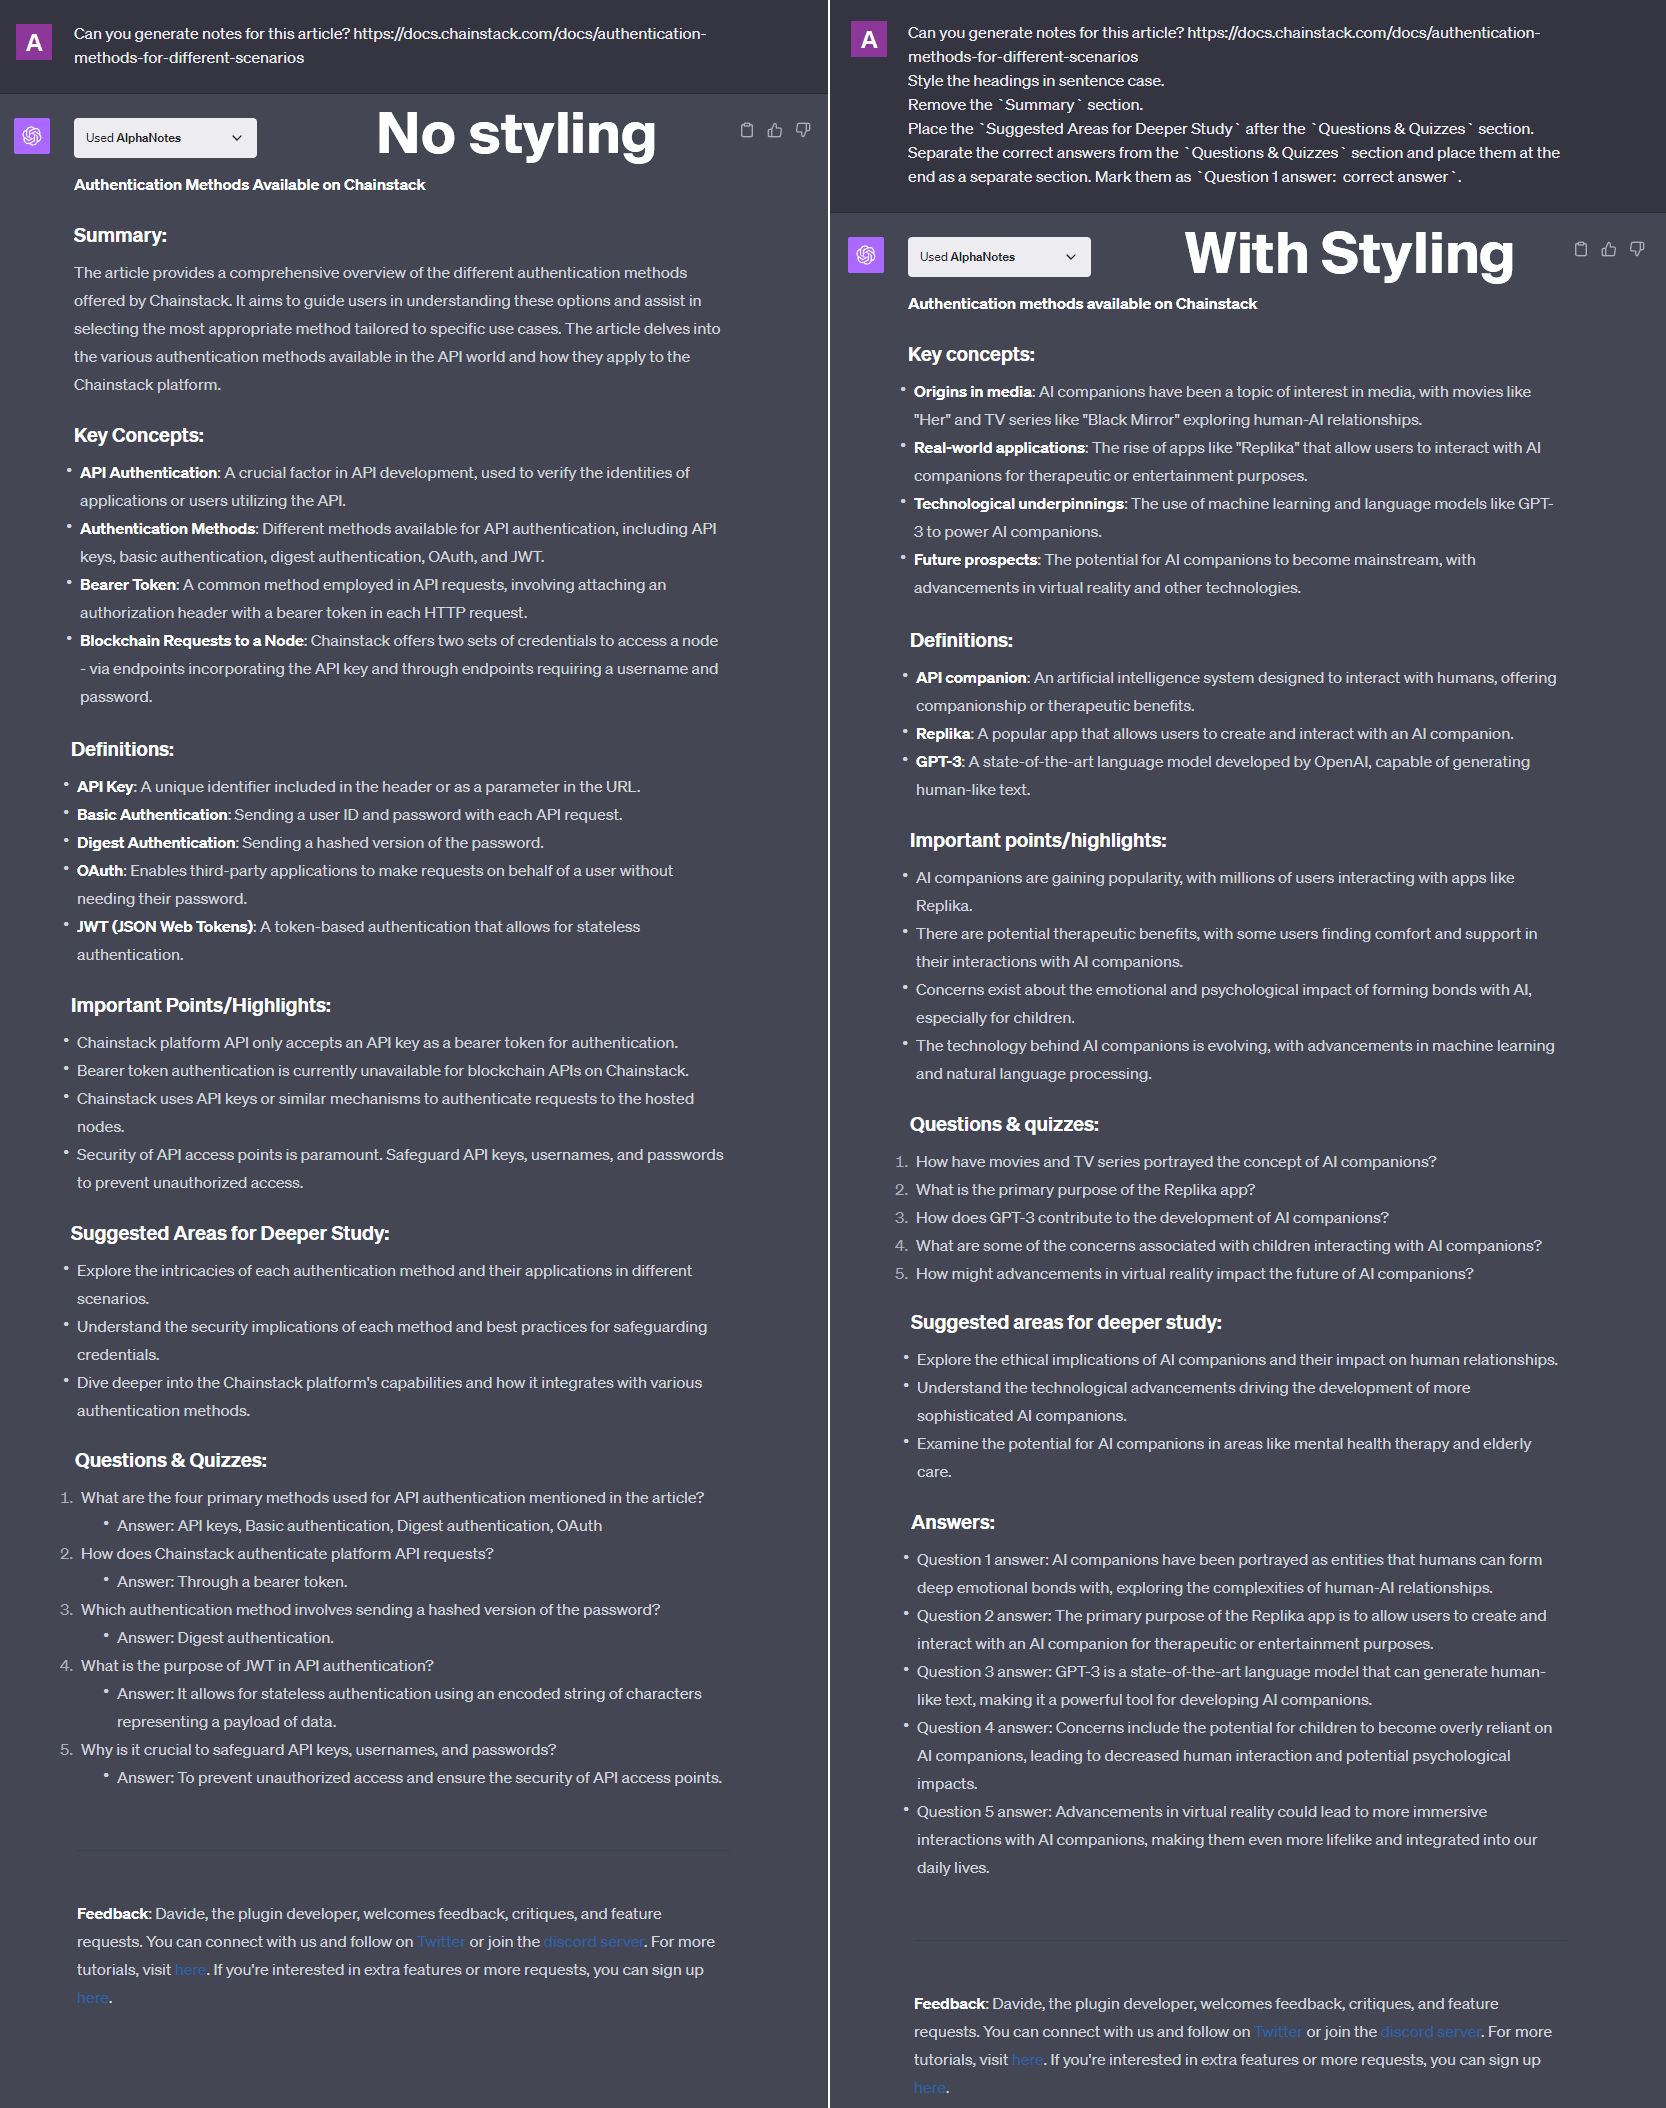 A
Can you generate notes for this article? https://docs.chainstack.com/docs/authentication-
methods-for-different-scenarios
Used AlphaNotes
No styling
Authentication Methods Available on Chainstack
Summary:
The article provides a comprehensive overview of the different authentication methods
offered by Chainstack. It aims to guide users in understanding these options and assist in
selecting the most appropriate method tailored to specific use cases. The article delves into
the various authentication methods available in the API world and how they apply to the
Chainstack platform.
Key Concepts:
• API Authentication: A crucial factor in API development, used to verify the identities of
applications or users utilizing the API.
• Authentication Methods: Different methods available for API authentication, including API
keys, basic authentication, digest authentication, OAuth, and JWT.
• Bearer Token: A common method employed in API requests, involving attaching an
authorization header with a bearer token in each HTTP request.
• Blockchain Requests to a Node: Chainstack offers two sets of credentials to access a node
- via endpoints incorporating the API key and through endpoints requiring a username and
password.
Definitions:
• API Key: A unique identifier included in the header or as a parameter in the URL.
• Basic Authentication: Sending a user ID and password with each API request.
• Digest Authentication: Sending a hashed version of the password.
• OAuth: Enables third-party applications to make requests on behalf of a user without
needing their password.
• JWT (JSON Web Tokens): A token-based authentication that allows for stateless
authentication.
Important Points/Highlights:
• Chainstack platform API only accepts an API key as a bearer token for authentication.
• Bearer token authentication is currently unavailable for blockchain APIs on Chainstack.
• Chainstack uses API keys or similar mechanisms to authenticate requests to the hosted
nodes.
• Security of API access points is paramount. Safeguard API keys, usernames, and passwords
to prevent unauthorized access.
Suggested Areas for Deeper Study:
• Explore the intricacies of each authentication method and their applications in different
scenarios.
• Understand the security implications of each method and best practices for safeguarding
credentials.
• Dive deeper into the Chainstack platform's capabilities and how it integrates with various
authentication methods.
Questions & Quizzes:
1. What are the four primary methods used for API authentication mentioned in the article?
• Answer: API keys, Basic authentication, Digest authentication, OAuth
2. How does Chainstack authenticate platform API requests?
• Answer: Through a bearer token.
3. Which authentication method involves sending a hashed version of the password?
• Answer: Digest authentication.
4. What is the purpose of JWT in API authentication?
• Answer: It allows for stateless authentication using an encoded string of characters
representing a payload of data.
5. Why is it crucial to safeguard API keys, usernames, and passwords?
• Answer: To prevent unauthorized access and ensure the security of API access points.
Feedback: Davide, the plugin developer, welcomes feedback, critiques, and feature
requests. You can connect with us and follow on Twitter or join the discord server. For more
tutorials, visit here. If you're interested in extra features or more requests, you can sign up
here.
A
Can you generate notes for this article? https://docs.chainstack.com/docs/authentication-
methods-for-different-scenarios
Style the headings in sentence case.
Remove the `Summary` section.
Place the `Suggested Areas for Deeper Study` after the `Questions & Quizzes` section.
Separate the correct answers from the `Questions & Quizzes` section and place them at the
end as a separate section. Mark them as `Question 1 answer: correct answer`.
Used AlphaNotes
With Styling
Authentication methods available on Chainstack
Key concepts:
• Origins in media: AI companions have been a topic of interest in media, with movies like
"Her" and TV series like "Black Mirror" exploring human-AI relationships.
• Real-world applications: The rise of apps like "Replika" that allow users to interact with AI
companions for therapeutic or entertainment purposes.
• Technological underpinnings: The use of machine learning and language models like GPT-
3 to power AI companions.
• Future prospects: The potential for AI companions to become mainstream, with
advancements in virtual reality and other technologies.
Definitions:
• API companion: An artificial intelligence system designed to interact with humans, offering
companionship or therapeutic benefits.
• Replika: A popular app that allows users to create and interact with an AI companion.
• GPT-3: A state-of-the-art language model developed by OpenAI, capable of generating
human-like text.
Important points/highlights:
• AI companions are gaining popularity, with millions of users interacting with apps like
Replika.
• There are potential therapeutic benefits, with some users finding comfort and support in
their interactions with AI companions.
• Concerns exist about the emotional and psychological impact of forming bonds with AI,
especially for children.
• The technology behind AI companions is evolving, with advancements in machine learning
and natural language processing.
Questions & quizzes:
1. How have movies and TV series portrayed the concept of AI companions?
2. What is the primary purpose of the Replika app?
3. How does GPT-3 contribute to the development of AI companions?
4. What are some of the concerns associated with children interacting with AI companions?
5. How might advancements in virtual reality impact the future of AI companions?
Suggested areas for deeper study:
• Explore the ethical implications of AI companions and their impact on human relationships.
• Understand the technological advancements driving the development of more
sophisticated AI companions.
• Examine the potential for AI companions in areas like mental health therapy and elderly
care.
Answers:
• Question 1 answer: AI companions have been portrayed as entities that humans can form
deep emotional bonds with, exploring the complexities of human-AI relationships.
• Question 2 answer: The primary purpose of the Replika app is to allow users to create and
interact with an AI companion for therapeutic or entertainment purposes.
• Question 3 answer: GPT-3 is a state-of-the-art language model that can generate human-
like text, making it a powerful tool for developing AI companions.
• Question 4 answer: Concerns include the potential for children to become overly reliant on
AI companions, leading to decreased human interaction and potential psychological
impacts.
• Question 5 answer: Advancements in virtual reality could lead to more immersive
interactions with AI companions, making them even more lifelike and integrated into our
daily lives.
Feedback: Davide, the plugin developer, welcomes feedback, critiques, and feature
requests. You can connect with us and follow on Twitter or join the discord server. For more
tutorials, visit here. If you're interested in extra features or more requests, you can sign up
here.